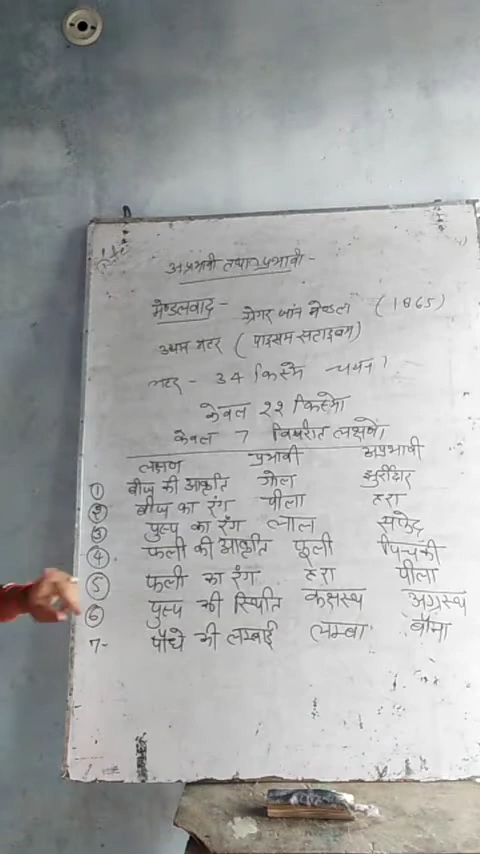 अप्रभावी तथा प्रभावी -
मेण्डलवाद - ग्रेगर जॉन मेण्डल (1865)
उधान मटर (पाइसम सटाइवम)
मटर - 34 किस्मे चयन
केवल 22 किस्मे।
केवल 7 विपरीत लक्षणे।
लक्षण प्रभावी अप्रभावी
① बीज की आकृति गोल झुर्रीदार
② बीज का रंग पीला हरा
③ पुष्प का रंग लाल सफेद
④ फली की आकृति फूली पिचकी
⑤ फली का रंग हरा पीला
⑥ पुष्प की स्थिति कक्षस्थ अग्रस्थ
7- पौधे की लम्बाई लम्बा बौना